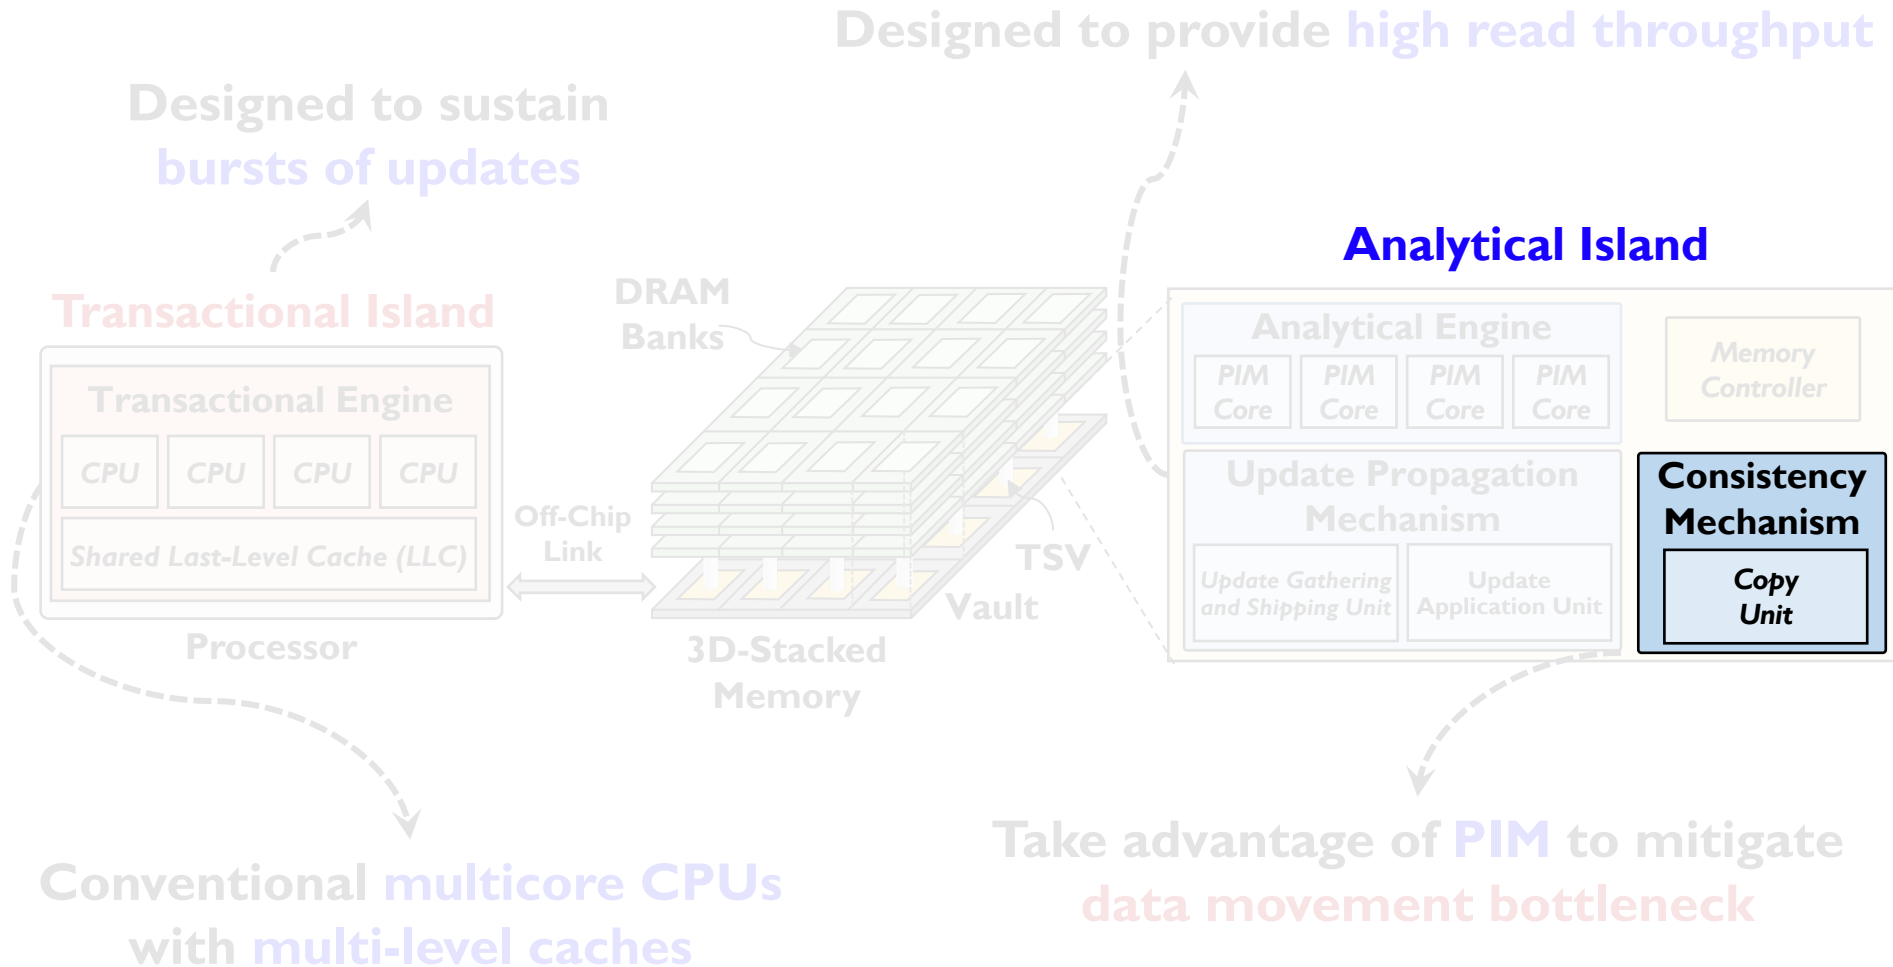 Designed to provide high read throughput
Designed to sustain
bursts of updates
Analytical Island
Transactional Island
DRAM
Banks
Transactional Engine
CPU CPU CPU CPU
Shared Last-Level Cache (LLC)
Processor
Off-Chip
Link
TSV
Vault
3D-Stacked
Memory
Analytical Engine
PIM
Core
PIM
Core
PIM
Core
PIM
Core
Memory
Controller
Update Propagation
Mechanism
Update Gathering
and Shipping Unit
Update
Application Unit
Consistency
Mechanism
Copy
Unit
Conventional multicore CPUs
with multi-level caches
Take advantage of PIM to mitigate
data movement bottleneck